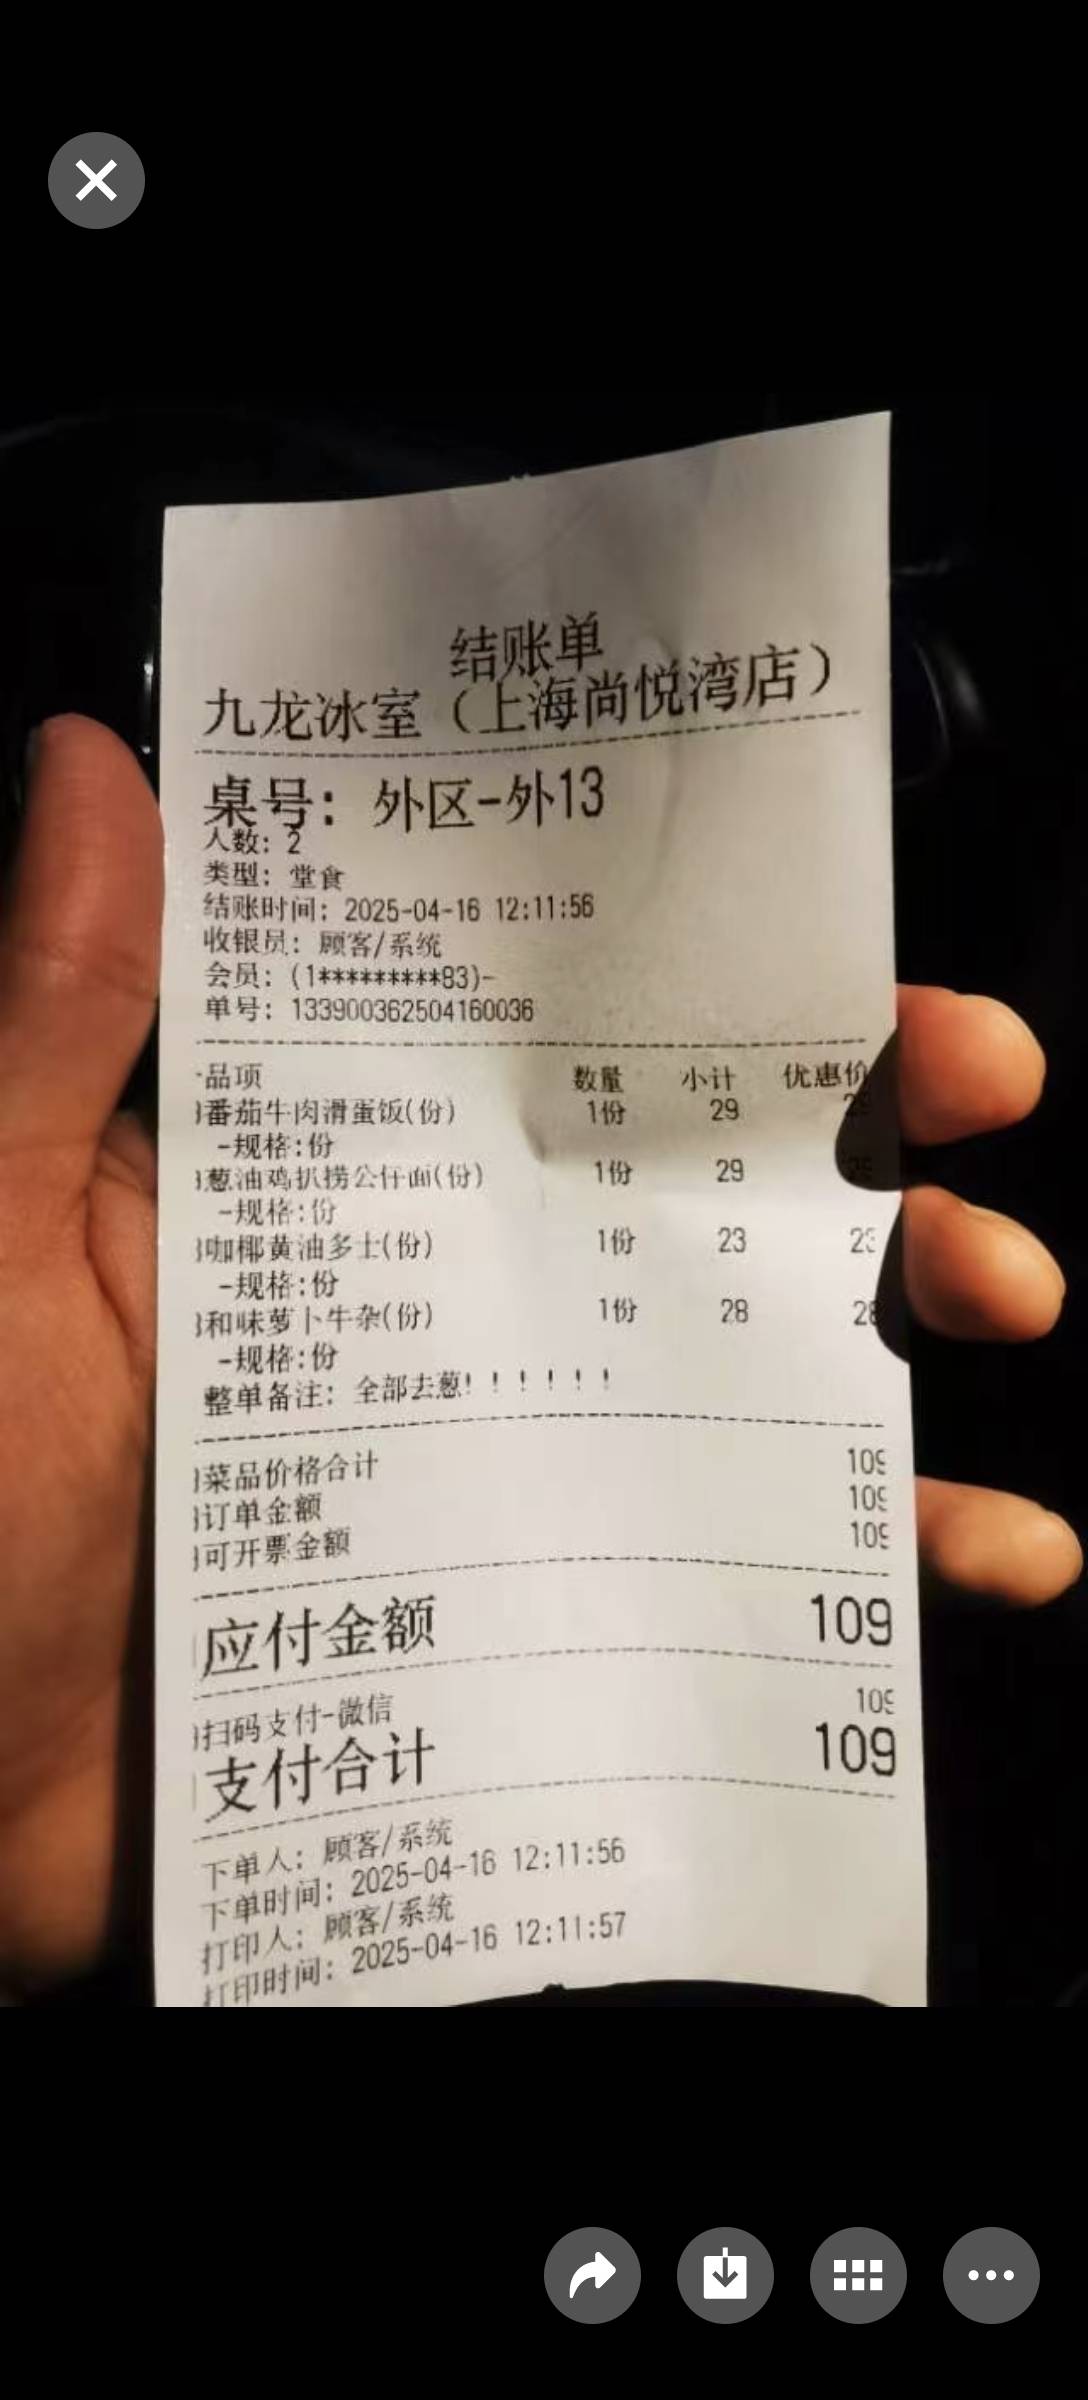 结账单
九龙冰室（上海尚悦湾店）
桌号：外区-外13
人数：2
类型：堂食
结账时间：2025-04-16 12:11:56
收银员：顾客/系统
会员：(1*********83)-
单号：133900362504160036
品项 数量 小计 优惠价
番茄牛肉滑蛋饭(份) 1份 29 29
-规格:份
葱油鸡扒捞公仔面(份) 1份 29
-规格:份
咖椰黄油多士(份) 1份 23 23
-规格:份
和味萝卜牛杂(份) 1份 28 28
-规格:份
整单备注：全部去葱！！！！！！
菜品价格合计 109
订单金额 109
可开票金额 109
应付金额 109
扫码支付-微信 109
支付合计 109
下单人：顾客/系统
下单时间：2025-04-16 12:11:56
打印人：顾客/系统
打印时间：2025-04-16 12:11:57